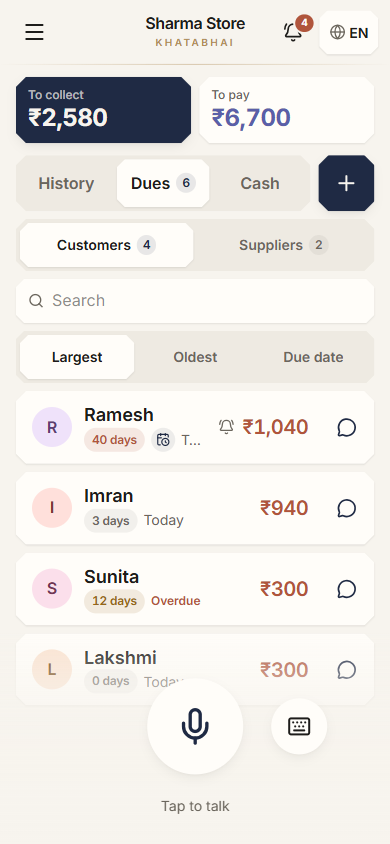 Sharma Store
KHATABHAI
4
EN
To collect
₹2,580
To pay
₹6,700
History
Dues 6
Cash
Customers 4
Suppliers 2
Search
Largest
Oldest
Due date
R
Ramesh
40 days T...
₹1,040
I
Imran
3 days Today
₹940
S
Sunita
12 days Overdue
₹300
L
Lakshmi
0 days Today
₹300
Tap to talk